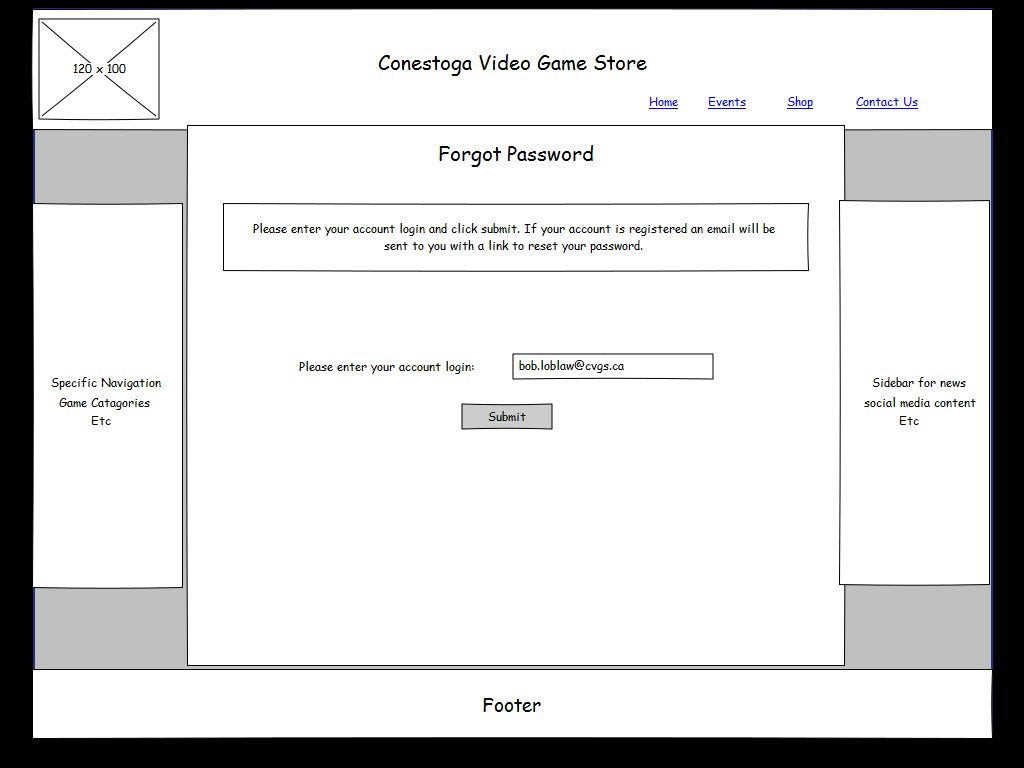 120 x 100
Conestoga Video Game Store
Home Events Shop Contact Us
Forgot Password
Please enter your account login and click submit. If your account is registered an email will be
sent to you with a link to reset your password.
Please enter your account login: bob.loblaw@cvgs.ca
Submit
Specific Navigation
Game Catagories
Etc
Sidebar for news
social media content
Etc
Footer